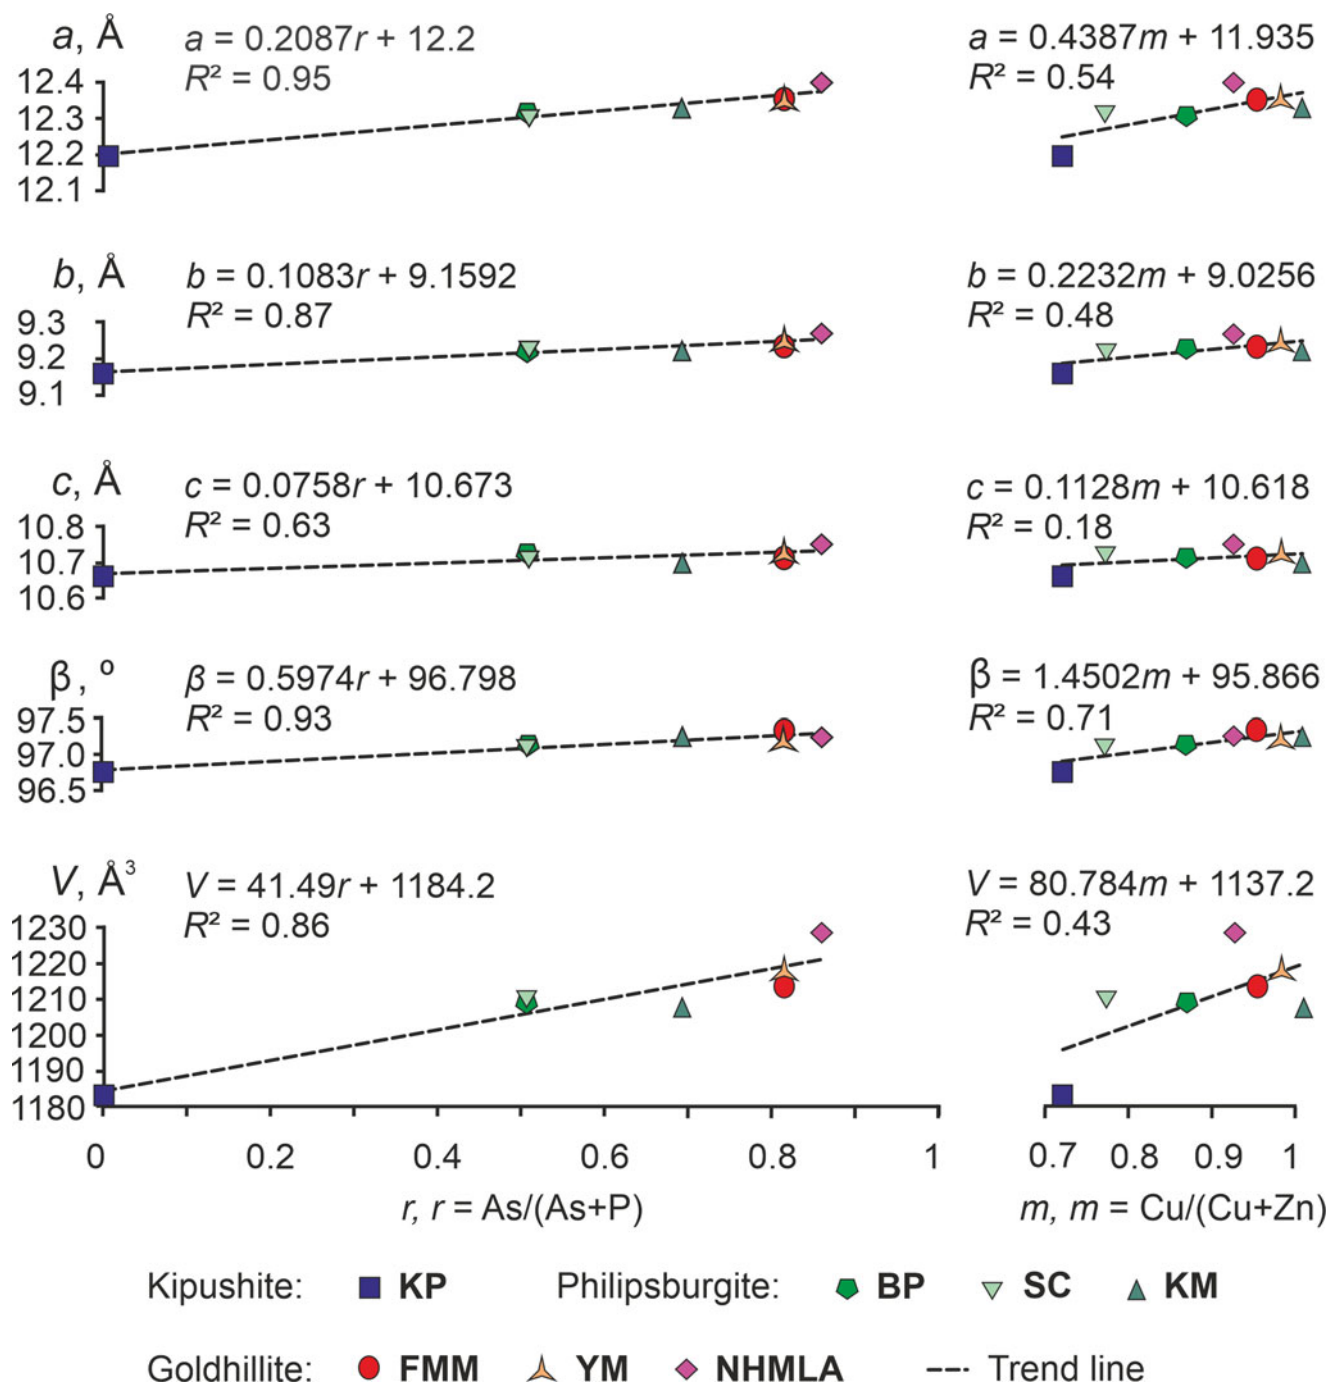 a, Å a = 0.2087r + 12.2 a = 0.4387m + 11.935
R² = 0.95 R² = 0.54
12.4
12.3
12.2
12.1
b, Å b = 0.1083r + 9.1592 b = 0.2232m + 9.0256
R² = 0.87 R² = 0.48
9.3
9.2
9.1
c, Å c = 0.0758r + 10.673 c = 0.1128m + 10.618
R² = 0.63 R² = 0.18
10.8
10.7
10.6
β, º β = 0.5974r + 96.798 β = 1.4502m + 95.866
R² = 0.93 R² = 0.71
97.5
97.0
96.5
V, Å³ V = 41.49r + 1184.2 V = 80.784m + 1137.2
R² = 0.86 R² = 0.43
1230
1220
1210
1200
1190
1180
0 0.2 0.4 0.6 0.8 1 0.7 0.8 0.9 1
r, r = As/(As+P) m, m = Cu/(Cu+Zn)
Kipushite: KP Philipsburgite: BP SC KM
Goldhillite: FMM YM NHMLA Trend line